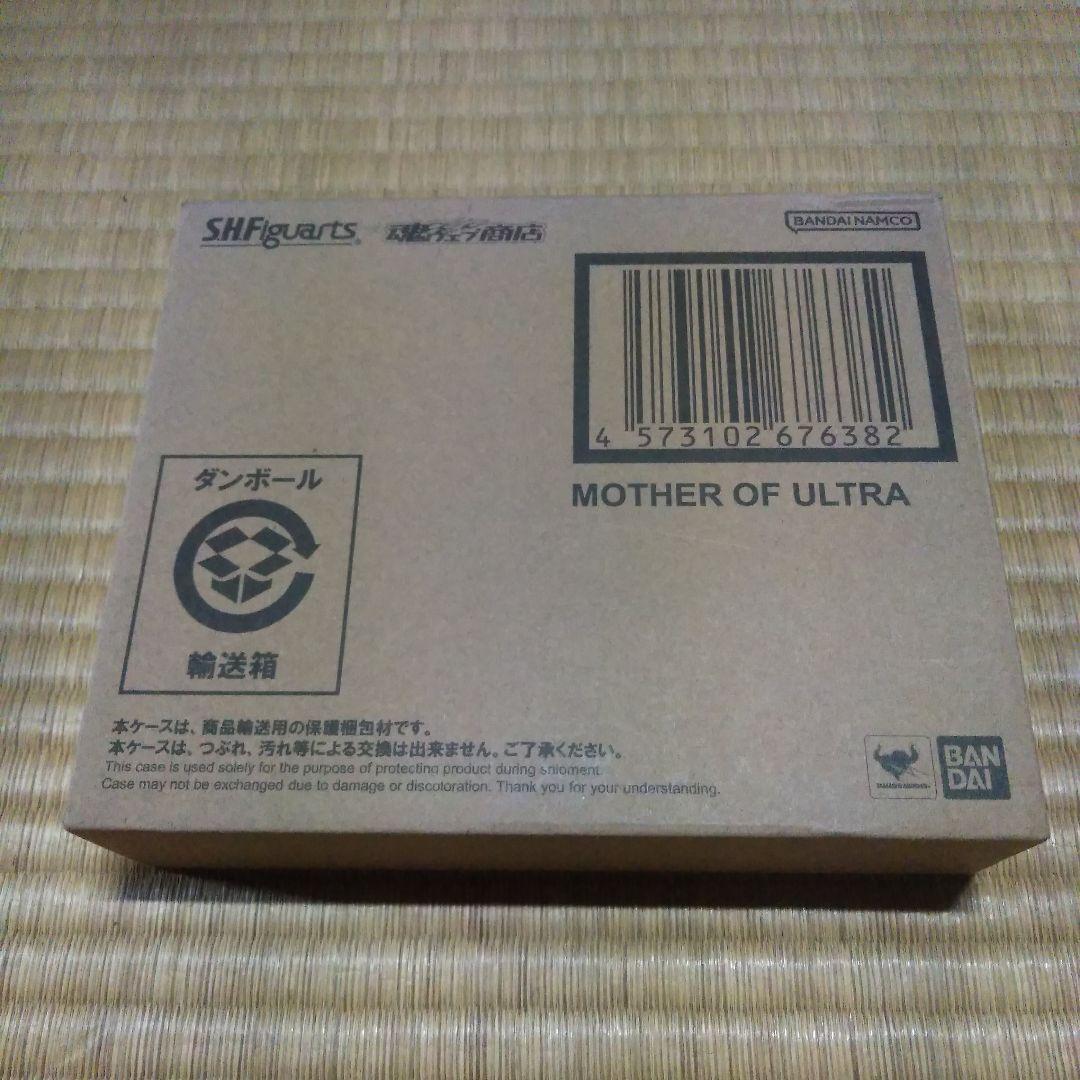 S.H.Figuarts 魂ウェブ商店
BANDAI NAMCO
4 573102 676382
MOTHER OF ULTRA
ダンボール
輸送箱
本ケースは、商品輸送用の保護梱包材です。
本ケースは、つぶれ、汚れ等による交換は出来ません。ご了承ください。
This case is used solely for the purpose of protecting product during shipment.
Case may not be exchanged due to damage or discoloration. Thank you for your understanding.
TAMASHII NATIONS
BAN
DAI